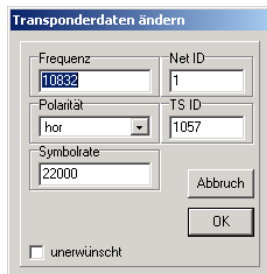 Transponderdaten ändern
Frequenz
10832
Net ID
1
Polarität
hor
TS ID
1057
Symbolrate
22000
Abbruch
OK
unerwünscht